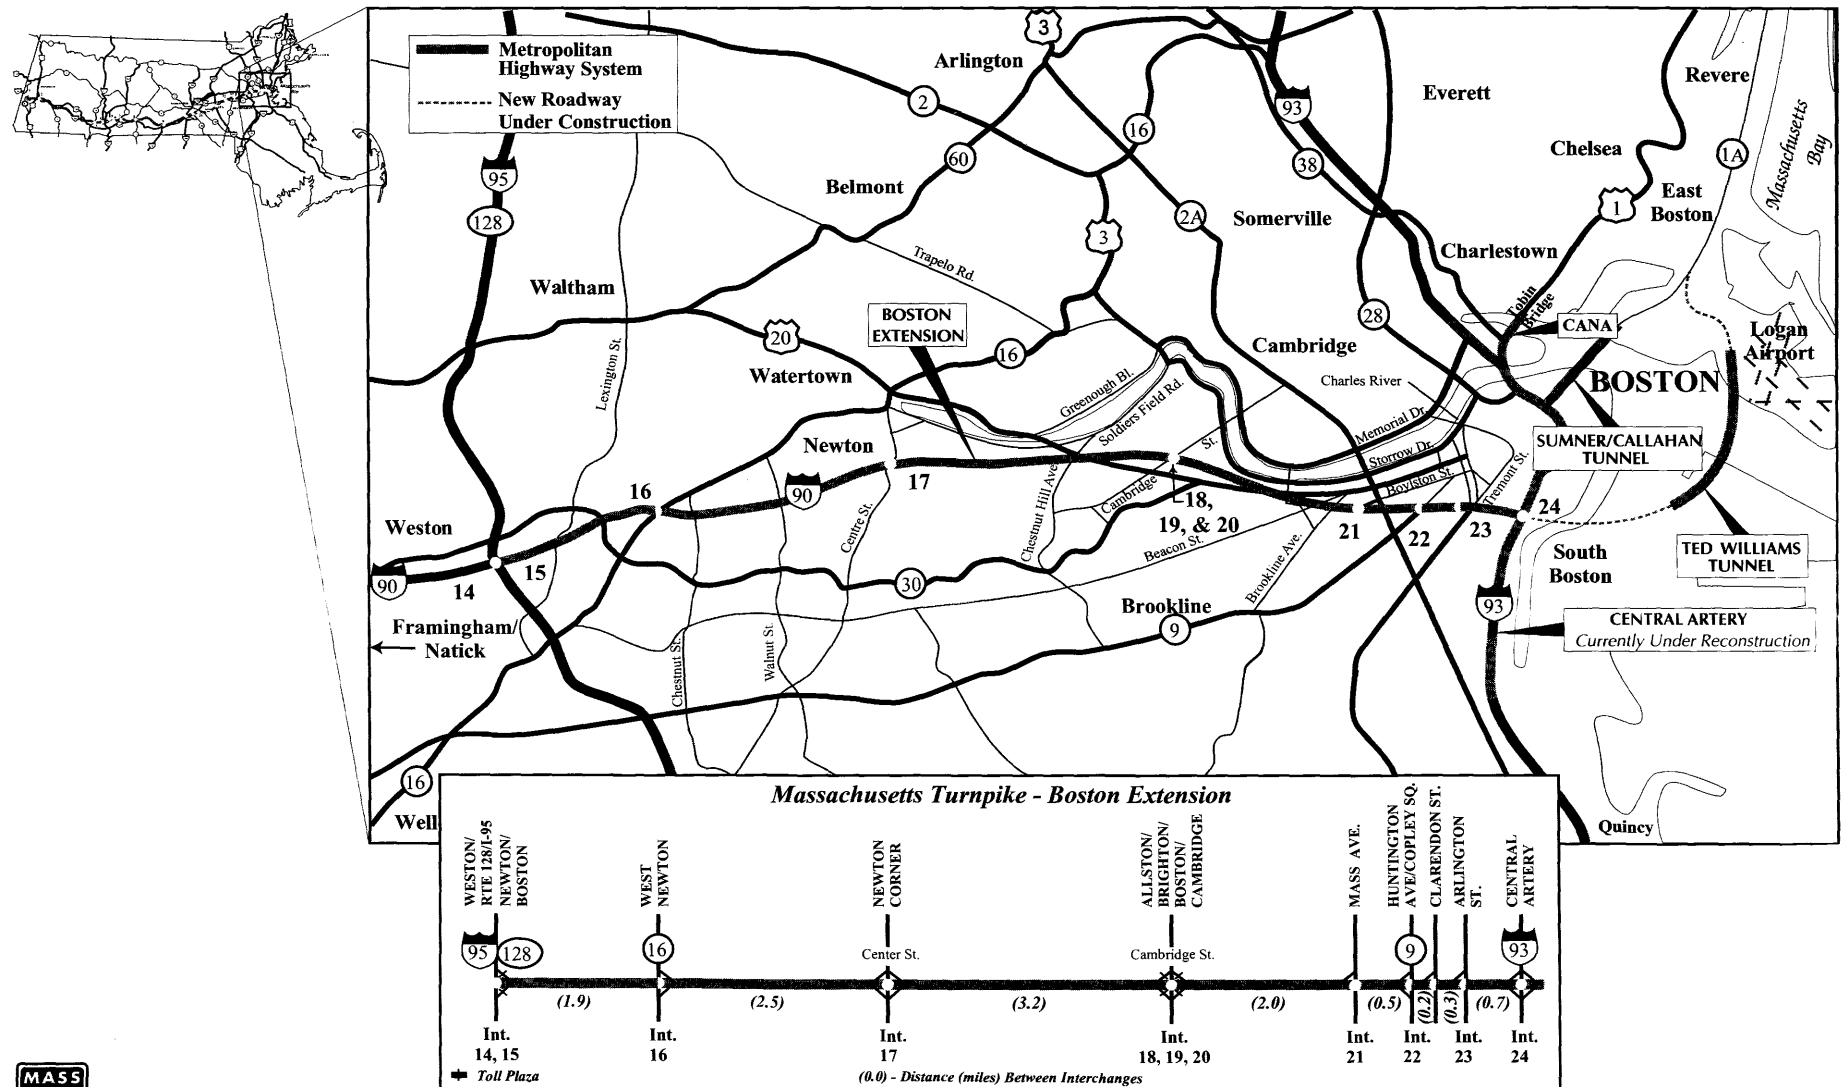 Metropolitan
Highway System
New Roadway
Under Construction
3
Arlington
2
16
93
Everett
Revere
Massachusetts
Bay
60
38
Chelsea
1A
95
Belmont
128
2A
Somerville
1
East
Boston
3
Charlestown
Trapelo Rd.
Waltham
Tobin
Bridge
BOSTON
EXTENSION
28
CANA
Logan
Airport
20
Lexington St.
16
Cambridge
Watertown
Greenough Bl.
Soldiers Field Rd.
Charles River
BOSTON
Memorial Dr.
Storrow Dr.
Boylston St.
Tremont St.
SUMNER/CALLAHAN
TUNNEL
Newton
90
17
Cambridge
St.
Chestnut Hill Ave.
18,
19, & 20
16
Centre St.
21
22
23
24
Weston
90
14
15
Beacon St.
Brookline Ave.
30
South
Boston
TED WILLIAMS
TUNNEL
93
Brookline
9
CENTRAL ARTERY
Currently Under Reconstruction
Framingham/
Natick
Chestnut St.
Walnut St.
16
Well
Quincy
Massachusetts Turnpike - Boston Extension
WESTON/
RTE 128/I-95
NEWTON/
BOSTON
WEST
NEWTON
NEWTON
CORNER
ALLSTON/
BRIGHTON/
BOSTON/
CAMBRIDGE
MASS AVE.
HUNTINGTON
AVE/COPLEY SQ.
CLARENDON ST.
ARLINGTON
ST.
CENTRAL
ARTERY
95 128 16 Center St. Cambridge St. 9 93
(1.9) (2.5) (3.2) (2.0) (0.5) (0.2) (0.3) (0.7)
Int. Int. Int. Int. Int. Int. Int. Int.
14, 15 16 17 18, 19, 20 21 22 23 24
Toll Plaza (0.0) - Distance (miles) Between Interchanges
MASS